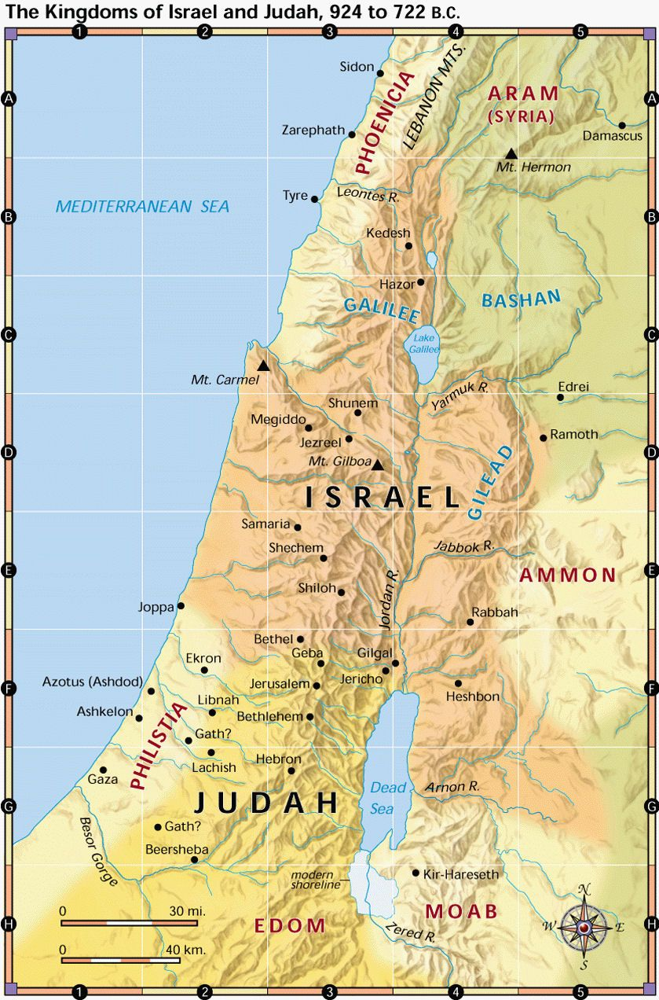 The Kingdoms of Israel and Judah, 924 to 722 B.C.
1 2 3 4 5
A
A
Sidon
PHOENICIA
LEBANON MTS.
ARAM
(SYRIA)
Zarephath
Damascus
Mt. Hermon
B
B
MEDITERRANEAN SEA
Tyre
Leontes R.
Kedesh
Hazor
GALILEE
BASHAN
C
C
Lake
Galilee
Mt. Carmel
Yarmuk R.
Edrei
Shunem
Megiddo
Jezreel
Ramoth
D
D
Mt. Gilboa
GILEAD
ISRAEL
Samaria
Shechem
Jabbok R.
E
E
AMMON
Shiloh
Jordan R.
Joppa
Rabbah
Bethel
Geba
Gilgal
Ekron
Jericho
Azotus (Ashdod)
Jerusalem
F
F
Heshbon
Libnah
Ashkelon
Bethlehem
PHILISTIA
Gath?
Lachish
Hebron
Gaza
Dead
Sea
Arnon R.
JUDAH
G
G
Gath?
Besor Gorge
Beersheba
modern
shoreline
Kir-Hareseth
MOAB
H
H
0 30 mi.
EDOM
Zered R.
0 40 km.
N
W E
S
1 2 3 4 5